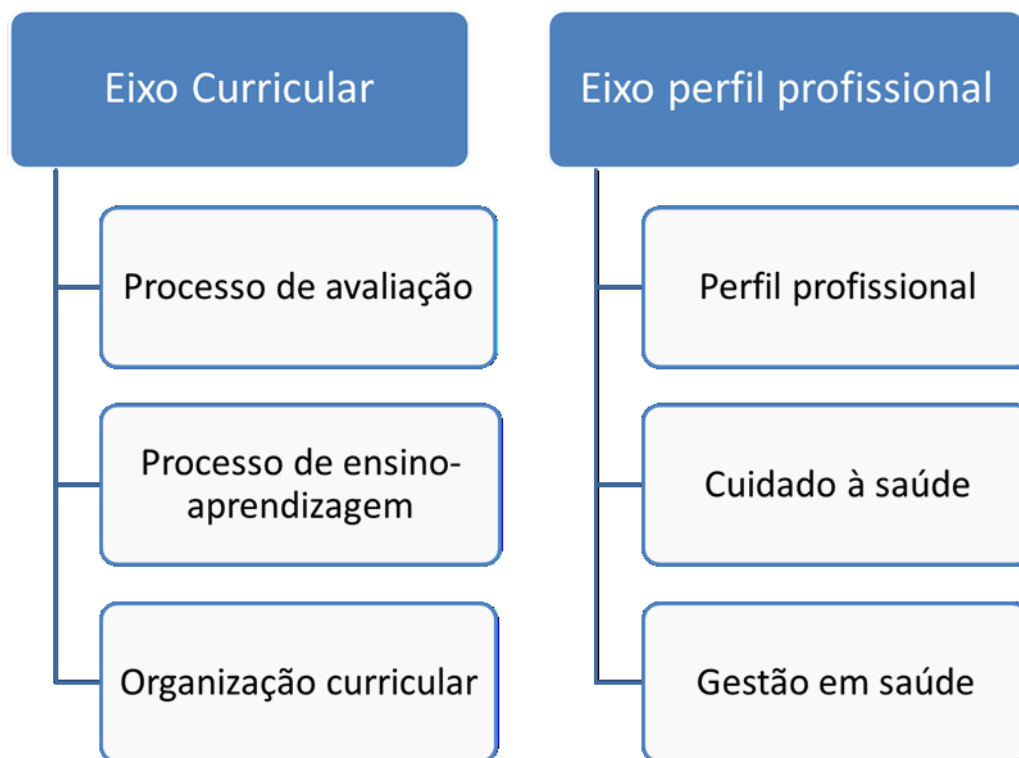 Eixo Curricular
Processo de avaliação
Processo de ensino-
aprendizagem
Organização curricular
Eixo perfil profissional
Perfil profissional
Cuidado à saúde
Gestão em saúde